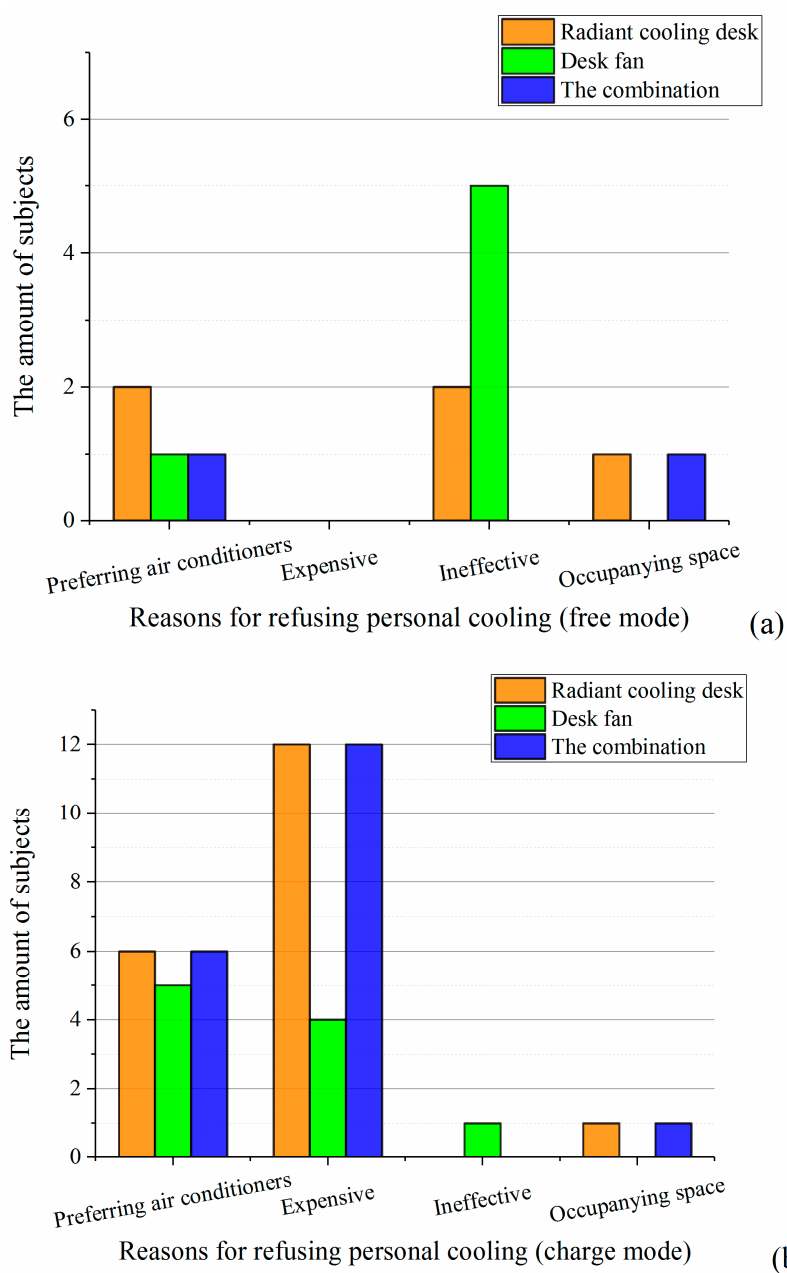 Radiant cooling desk
Desk fan
The combination
The amount of subjects
6
4
2
0
Preferring air conditioners
Expensive
Ineffective
Occupanying space
Reasons for refusing personal cooling (free mode)
(a)
Radiant cooling desk
Desk fan
The combination
The amount of subjects
12
10
8
6
4
2
0
Preferring air conditioners
Expensive
Ineffective
Occupanying space
Reasons for refusing personal cooling (charge mode)
(b